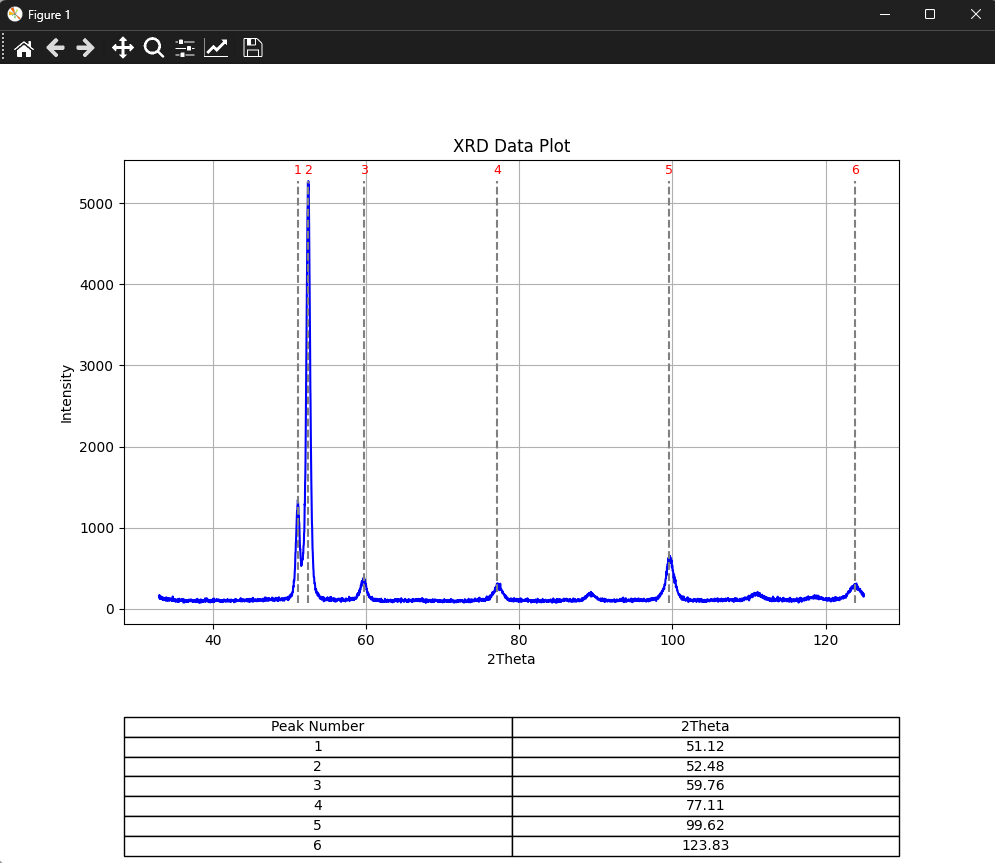 Figure 1
XRD Data Plot
1 2 3 4 5 6
5000
4000
3000
2000
1000
0
Intensity
40 60 80 100 120
2Theta
Peak Number 2Theta
1 51.12
2 52.48
3 59.76
4 77.11
5 99.62
6 123.83